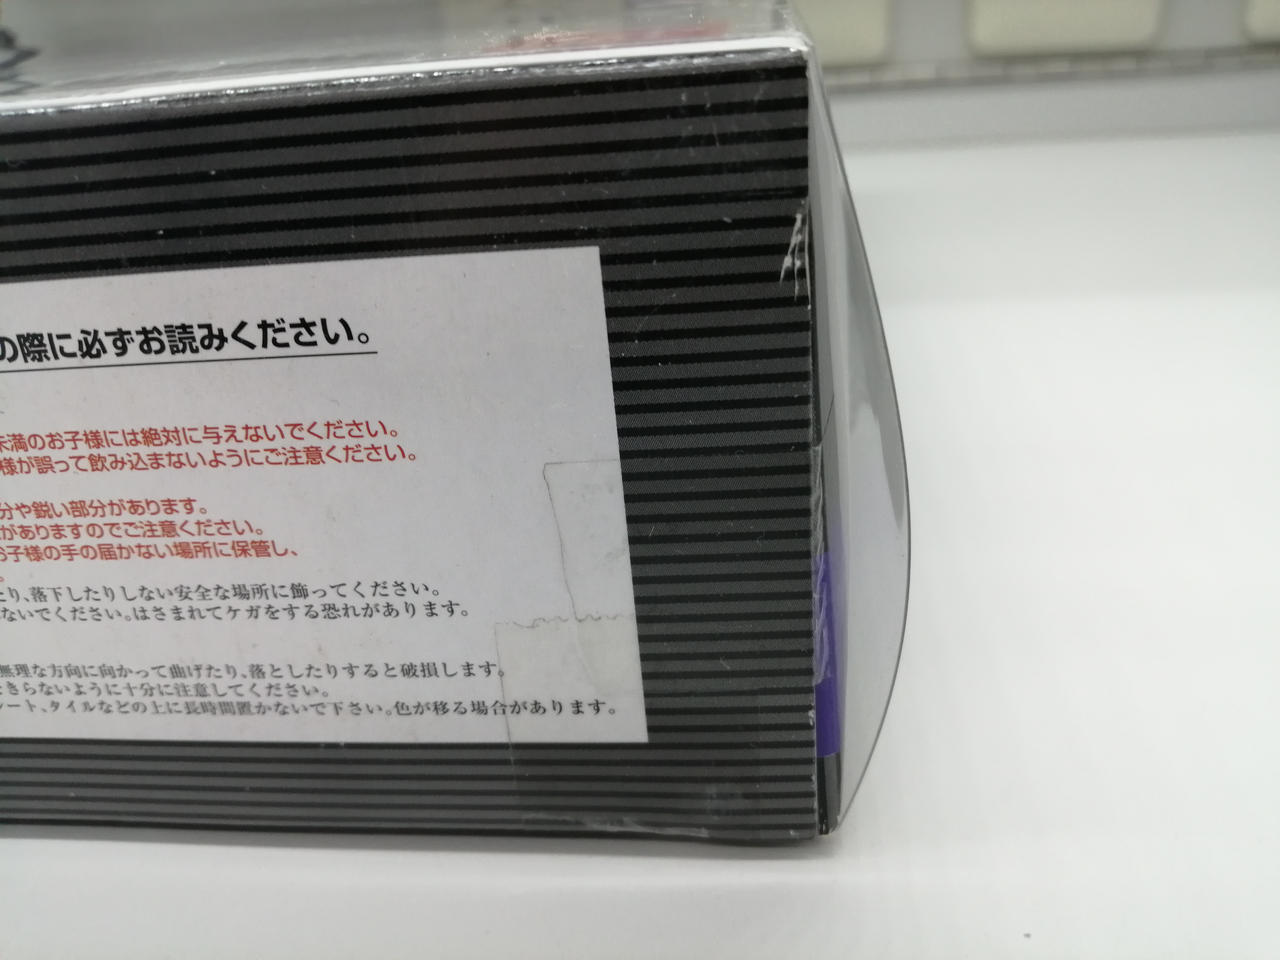 の際に必ずお読みください。
未満のお子様には絶対に与えないでください。
様が誤って飲み込まないようにご注意ください。
分や鋭い部分があります。
がありますのでご注意ください。
お子様の手の届かない場所に保管し、
。
たり、落下したりしない安全な場所に飾ってください。
ないでください。はさまれてケガをする恐れがあります。
無理な方向に向かって曲げたり、落としたりすると破損します。
きらないように十分に注意してください。
ート、タイルなどの上に長時間置かないで下さい。色が移る場合があります。